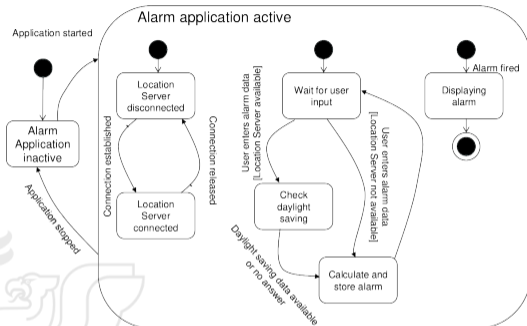 Alarm application active
Application started
Alarm
Application
inactive
Application stopped
Location
Server
disconnected
Connection established
Connection released
Location
Server
connected
User enters alarm data
[Location Server available]
Wait for user
input
User enters alarm data
[Location Server not available]
Check
daylight
saving
Daylight saving data available
or no answer
Calculate and
store alarm
Alarm fired
Displaying
alarm